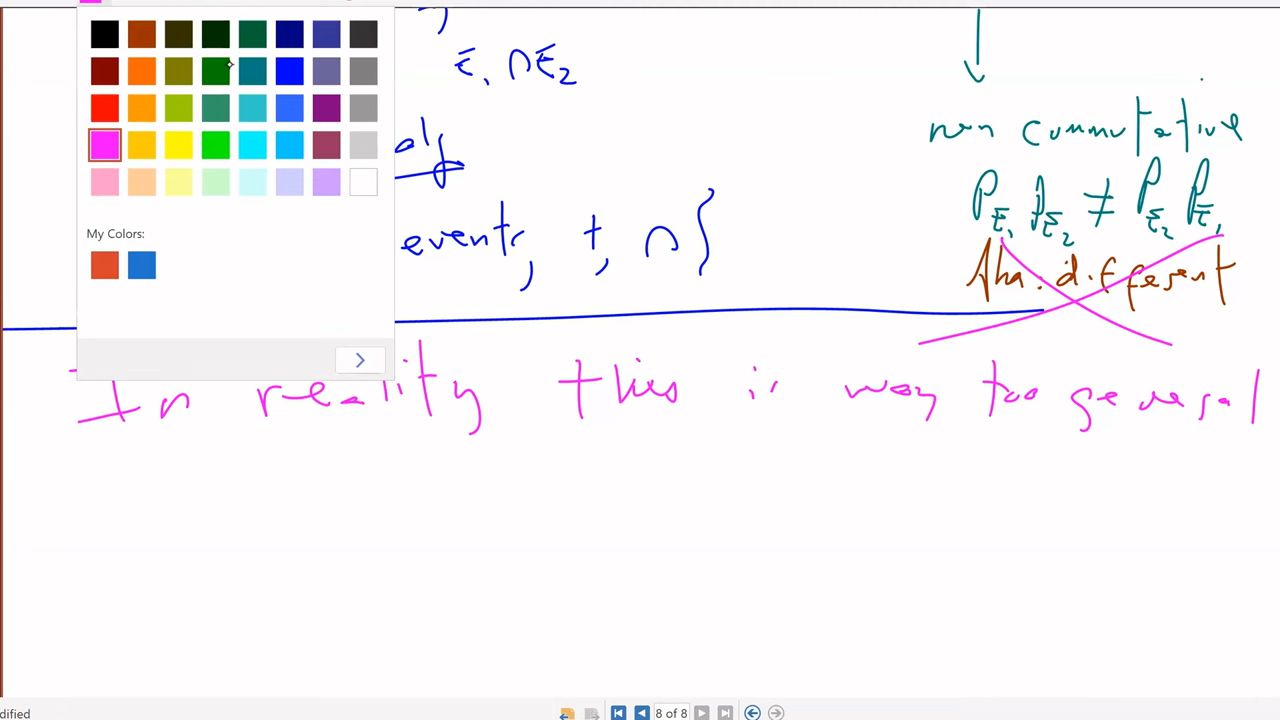 E₁ ∩ E₂
non commutative
alg
P_E₁ P_E₂ ≠ P_E₂ P_E₁
events, +, ∩}
My Colors:
Aha: different
In reality this is way too general
dified
8 of 8